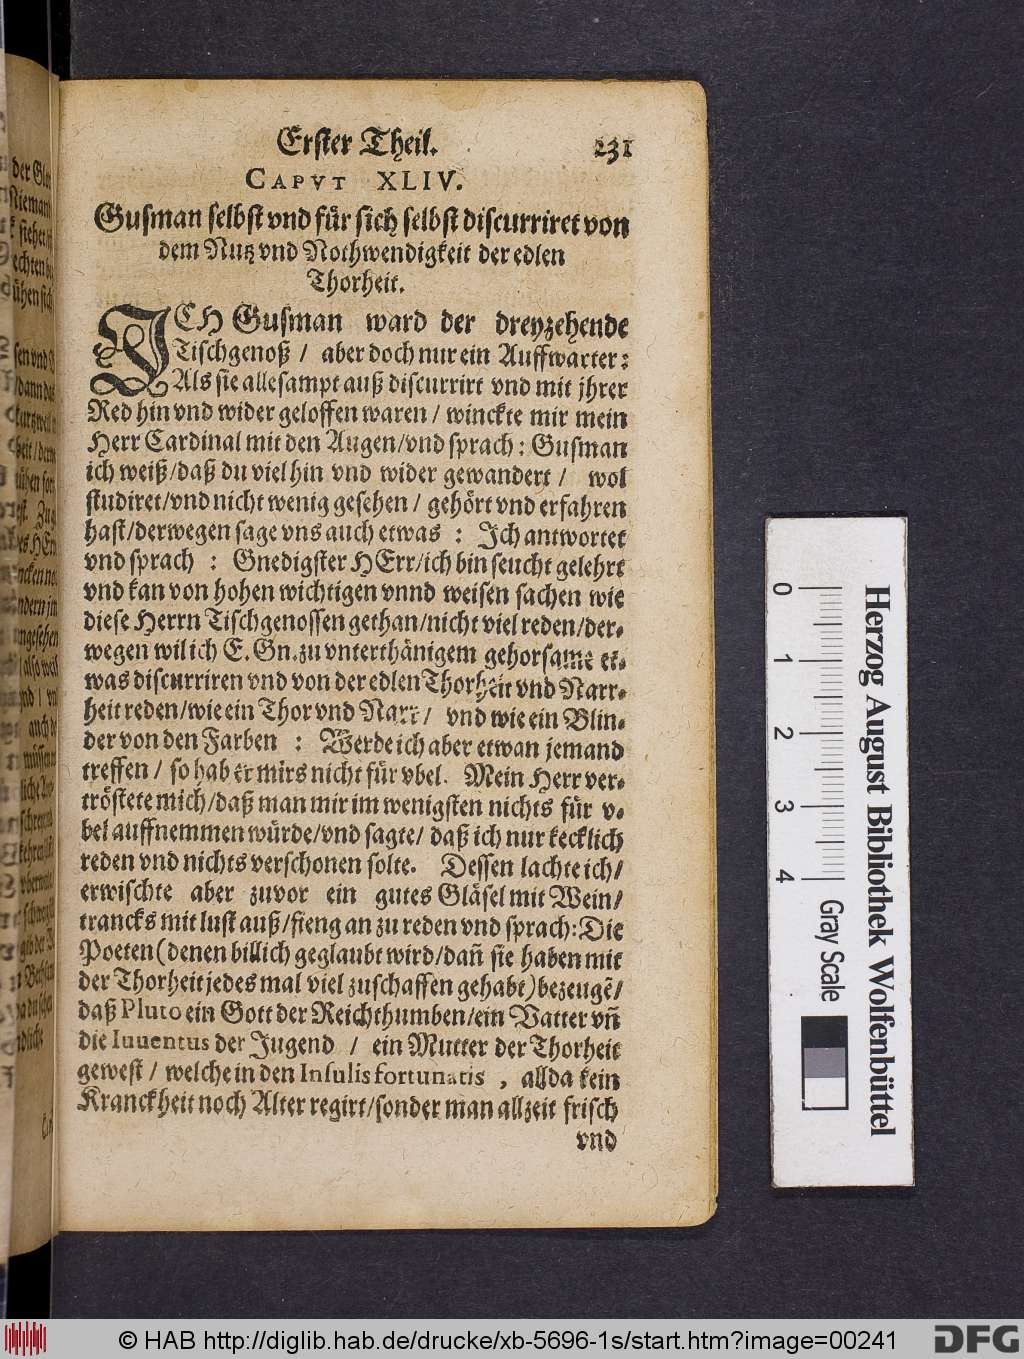 Erster Theil. 231
CAPVT XLIV.
Gusman selbst vnd für sich selbst discurriret von
dem Nutz vnd Nothwendigkeit der edlen
Thorheit.
ICH Gusman ward der dreyzehende
Tischgenoß / aber doch nur ein Auffwarter:
Als sie allesampt auß discurrirt vnd mit jhrer
Red hin vnd wider geloffen waren / winckte mir mein
Herr Cardinal mit den Augen/vnd sprach: Gusman
ich weiß/daß du viel hin vnd wider gewandert / wol
studiret/vnd nicht wenig gesehen / gehört vnd erfahren
hast/derwegen sage vns auch etwas : Ich antwortet
vnd sprach : Gnedigster HErr/ich bin seucht gelehrt
vnd kan von hohen wichtigen vnnd weisen sachen wie
diese Herrn Tischgenossen gethan/nicht viel reden/der-
wegen wil ich E. Gn. zu vnterthänigem gehorsame et-
was discurriren vnd von der edlen Thorheit vnd Narr-
heit reden/wie ein Thor vnd Narr / vnd wie ein Blin-
der von den Farben : Werde ich aber etwan jemand
treffen / so hab er mirs nicht für vbel. Mein Herr ver-
tröstete mich/daß man mir im wenigsten nichts für v-
bel auffnemmen würde/vnd sagte/ daß ich nur kecklich
reden vnd nichts verschonen solte. Dessen lachte ich/
erwischte aber zuvor ein gutes Gläsel mit Wein/
trancks mit lust auß/fieng an zu reden vnd sprach: Die
Poeten (denen billich geglaubt wird/dañ sie haben mit
der Thorheit jedes mal viel zuschaffen gehabt) bezeugẽ/
daß Pluto ein Gott der Reichthumben/ein Vatter vñ
die Iuuentus der Jugend / ein Mutter der Thorheit
gewest / welche in den Insulis fortunatis , allda kein
Kranckheit noch Alter regirt/sonder man allzeit frisch
vnd
0 1 2 3 4
Herzog August Bibliothek Wolfenbüttel
Gray Scale
© HAB http://diglib.hab.de/drucke/xb-5696-1s/start.htm?image=00241
DFG